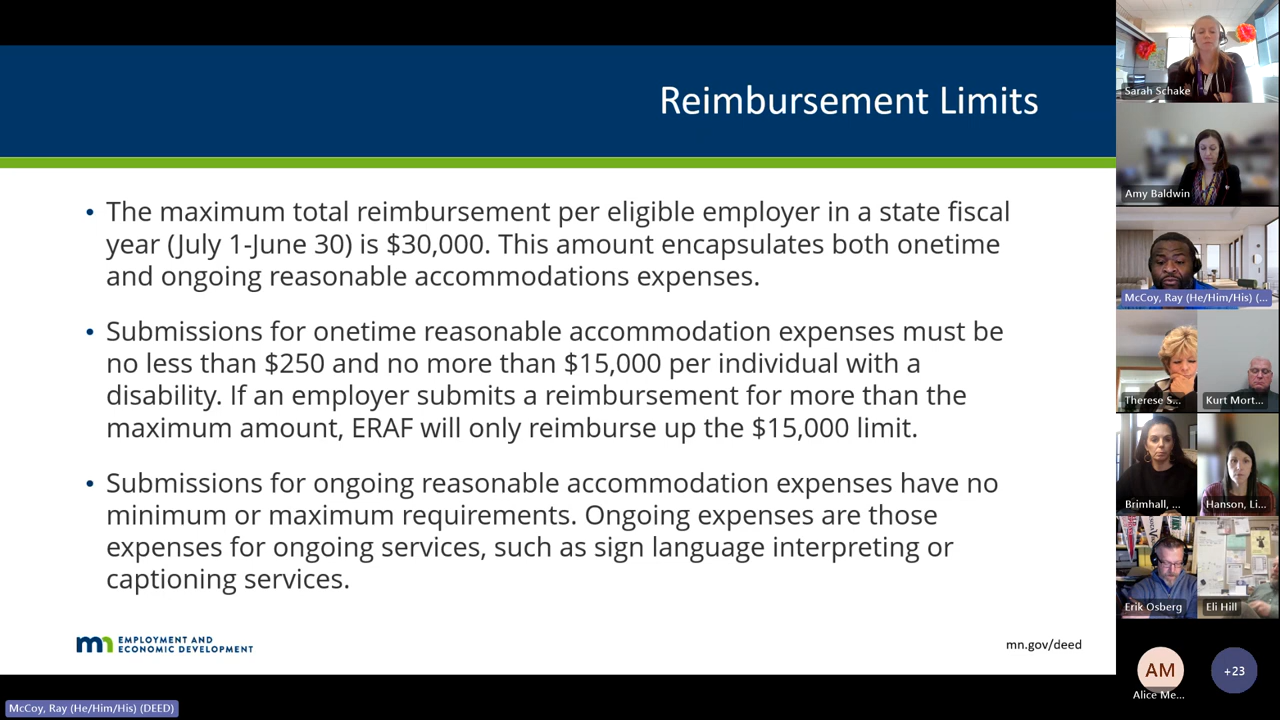 Reimbursement Limits
• The maximum total reimbursement per eligible employer in a state fiscal
year (July 1-June 30) is $30,000. This amount encapsulates both onetime
and ongoing reasonable accommodations expenses.
• Submissions for onetime reasonable accommodation expenses must be
no less than $250 and no more than $15,000 per individual with a
disability. If an employer submits a reimbursement for more than the
maximum amount, ERAF will only reimburse up the $15,000 limit.
• Submissions for ongoing reasonable accommodation expenses have no
minimum or maximum requirements. Ongoing expenses are those
expenses for ongoing services, such as sign language interpreting or
captioning services.
mn EMPLOYMENT AND
ECONOMIC DEVELOPMENT
mn.gov/deed
McCoy, Ray (He/Him/His) (DEED)
Sarah Schake
Amy Baldwin
McCoy, Ray (He/Him/His) (...
Therese S...
Kurt Mort...
Brimhall, ...
Hanson, Li...
Erik Osberg
Eli Hill
AM
Alice Me...
+23